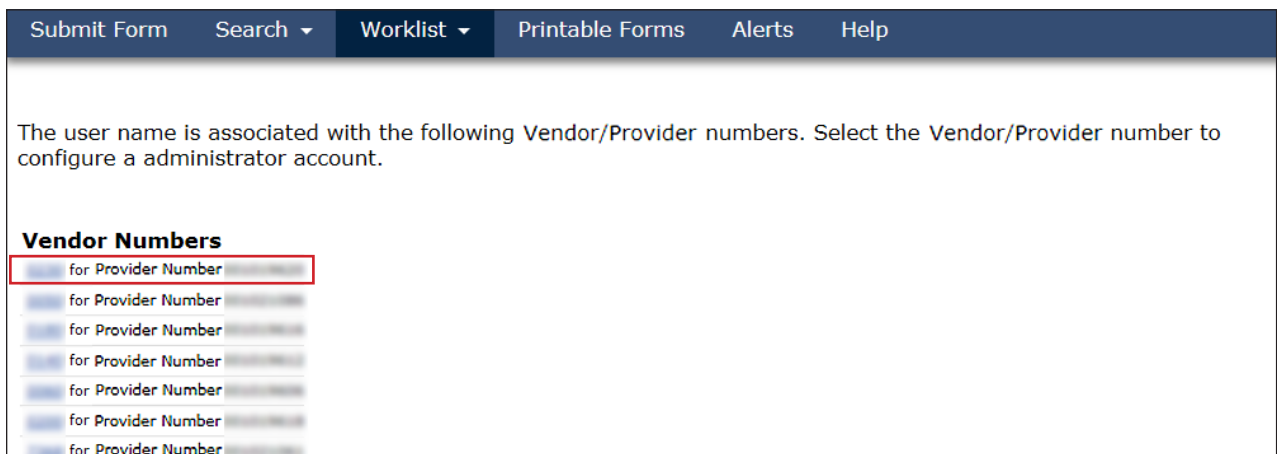 Submit Form Search Worklist Printable Forms Alerts Help
The user name is associated with the following Vendor/Provider numbers. Select the Vendor/Provider number to
configure a administrator account.
Vendor Numbers
for Provider Number
for Provider Number
for Provider Number
for Provider Number
for Provider Number
for Provider Number
for Provider Number